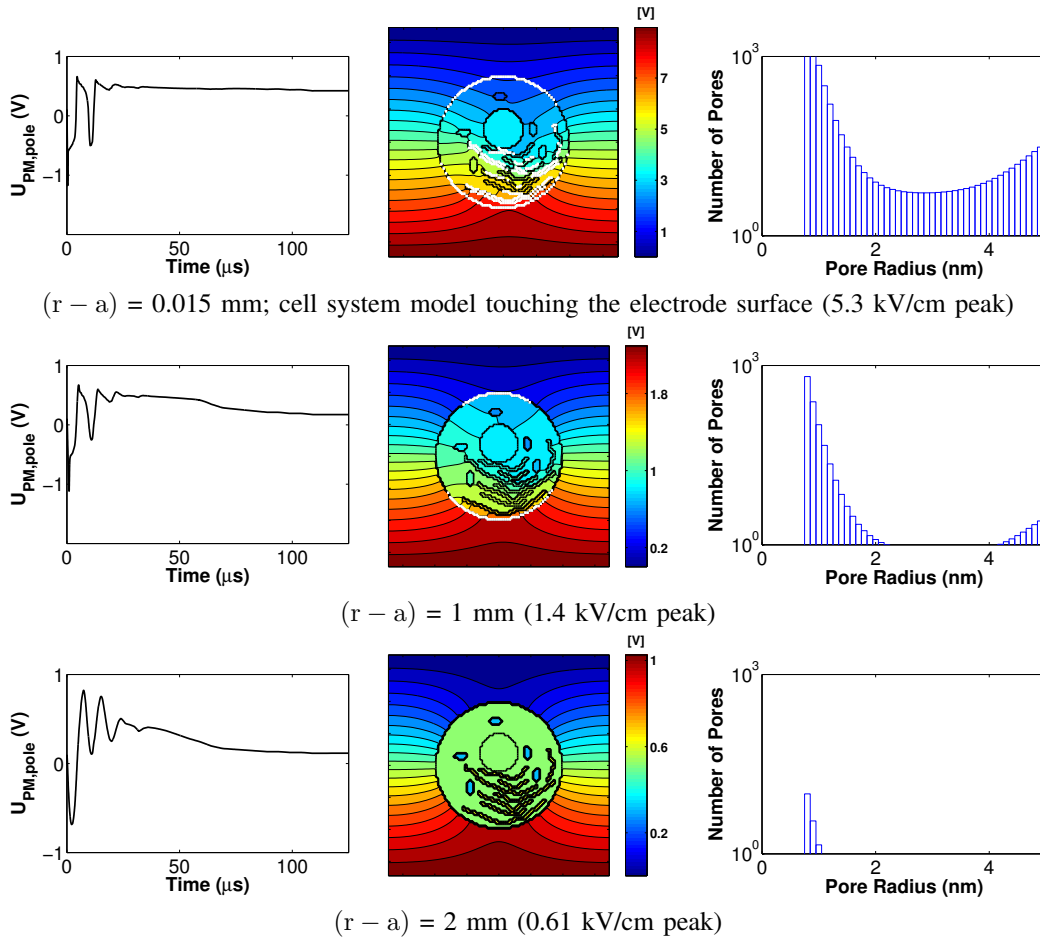 [V]
1
0
−1
U_PM,pole (V)
0 50 100
Time (μs)
7
5
3
1
10^3
10^0
Number of Pores
0 2 4
Pore Radius (nm)
(r − a) = 0.015 mm; cell system model touching the electrode surface (5.3 kV/cm peak)
[V]
1
0
−1
U_PM,pole (V)
0 50 100
Time (μs)
1.8
1
0.2
10^3
10^0
Number of Pores
0 2 4
Pore Radius (nm)
(r − a) = 1 mm (1.4 kV/cm peak)
[V]
1
0
−1
U_PM,pole (V)
0 50 100
Time (μs)
1
0.6
0.2
10^3
10^0
Number of Pores
0 2 4
Pore Radius (nm)
(r − a) = 2 mm (0.61 kV/cm peak)